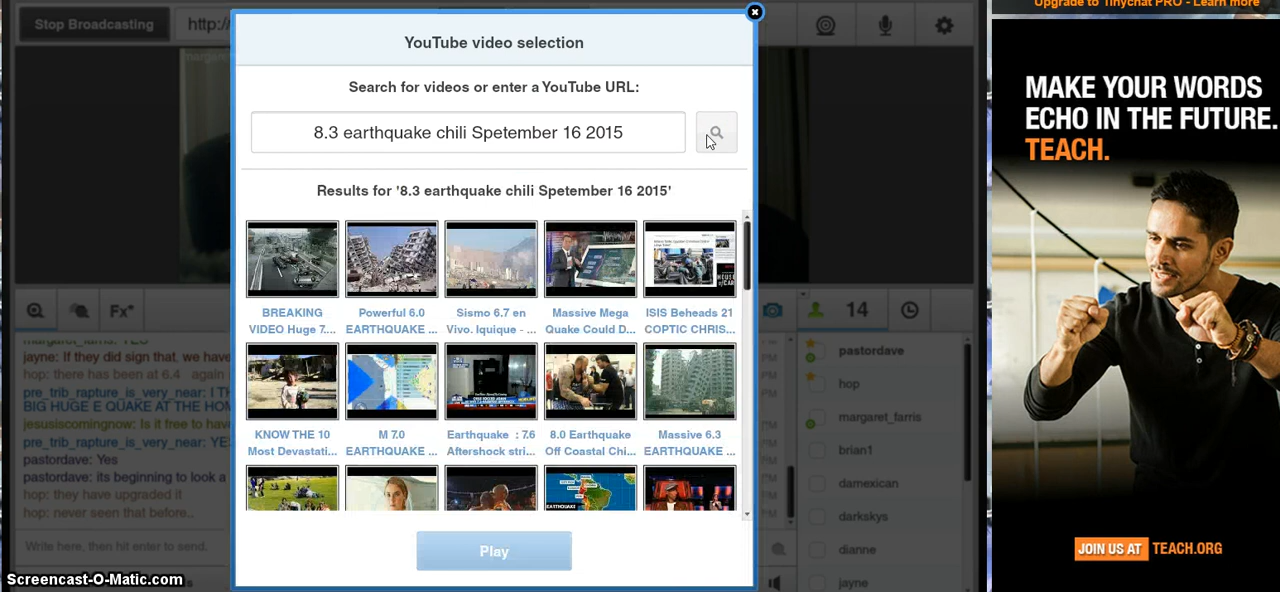 Upgrade to Tinychat PRO - Learn more
Stop Broadcasting
http:/
YouTube video selection
Search for videos or enter a YouTube URL:
8.3 earthquake chili Spetember 16 2015
Results for '8.3 earthquake chili Spetember 16 2015'
BREAKING
VIDEO Huge 7....
Powerful 6.0
EARTHQUAKE ...
Sismo 6.7 en
Vivo. Iquique - ...
Massive Mega
Quake Could D...
ISIS Beheads 21
COPTIC CHRIS...
KNOW THE 10
Most Devastati...
M 7.0
EARTHQUAKE ...
Earthquake : 7.6
Aftershock stri...
8.0 Earthquake
Off Coastal Chi...
Massive 6.3
EARTHQUAKE ...
Play
Fx*
jayne: If they did sign that. we have
hop: there has been at 6.4 again
pre_trib_rapture_is_very_near: I TH
BIG HUGE E QUAKE AT THE HOM
jesusiscomingnow: Is it free to have
pre_trib_rapture_is_very_near: YE
pastordave: Yes
pastordave: its beginning to look a
hop: they have upgraded it
hop: never seen that before..
Write here, then hit enter to send.
14
pastordave
hop
margaret_farris
brian1
damexican
darkskys
dianne
jayne
MAKE YOUR WORDS
ECHO IN THE FUTURE.
TEACH.
JOIN US AT TEACH.ORG
Screencast-O-Matic.com